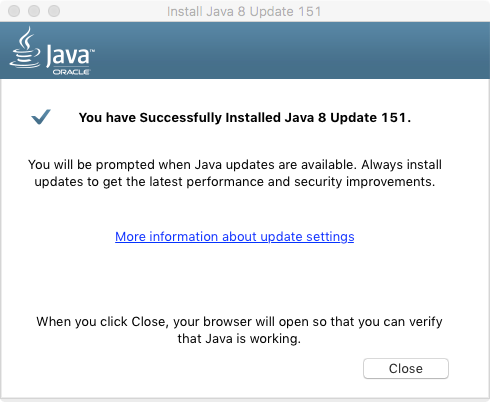 Install Java 8 Update 151
Java™
ORACLE
You have Successfully Installed Java 8 Update 151.
You will be prompted when Java updates are available. Always install
updates to get the latest performance and security improvements.
More information about update settings
When you click Close, your browser will open so that you can verify
that Java is working.
Close